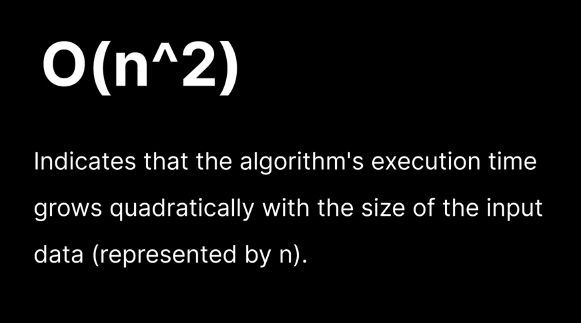 O(n^2)
Indicates that the algorithm's execution time
grows quadratically with the size of the input
data (represented by n).